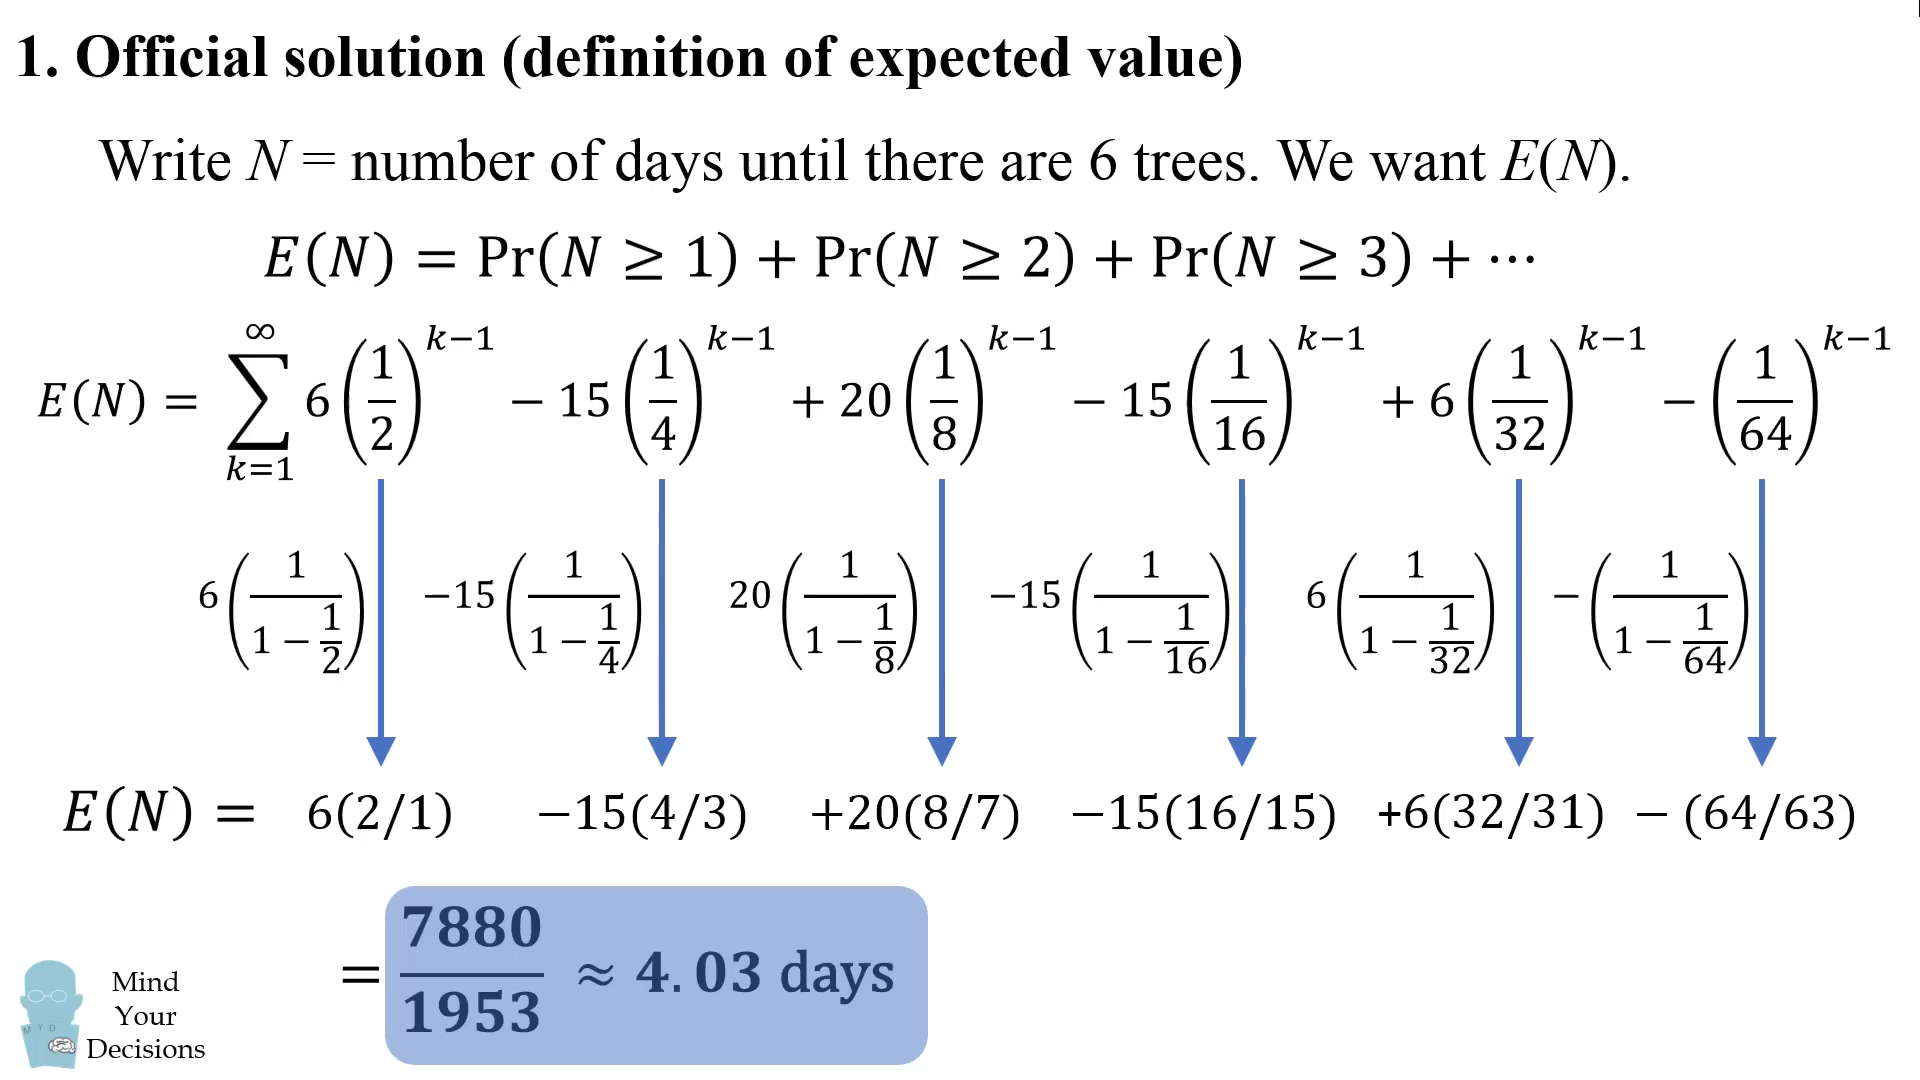 1. Official solution (definition of expected value)
Write N = number of days until there are 6 trees. We want E(N).
E(N) = Pr(N ≥ 1) + Pr(N ≥ 2) + Pr(N ≥ 3) + ⋯
E(N) = ∑_{k=1}^{∞} 6(1/2)^{k−1} − 15(1/4)^{k−1} + 20(1/8)^{k−1} − 15(1/16)^{k−1} + 6(1/32)^{k−1} − (1/64)^{k−1}
6(1/(1 − 1/2)) −15(1/(1 − 1/4)) 20(1/(1 − 1/8)) −15(1/(1 − 1/16)) 6(1/(1 − 1/32)) −(1/(1 − 1/64))
E(N) = 6(2/1) −15(4/3) +20(8/7) −15(16/15) +6(32/31) − (64/63)
= 7880/1953 ≈ 4.03 days
M Y D
Mind
Your
Decisions